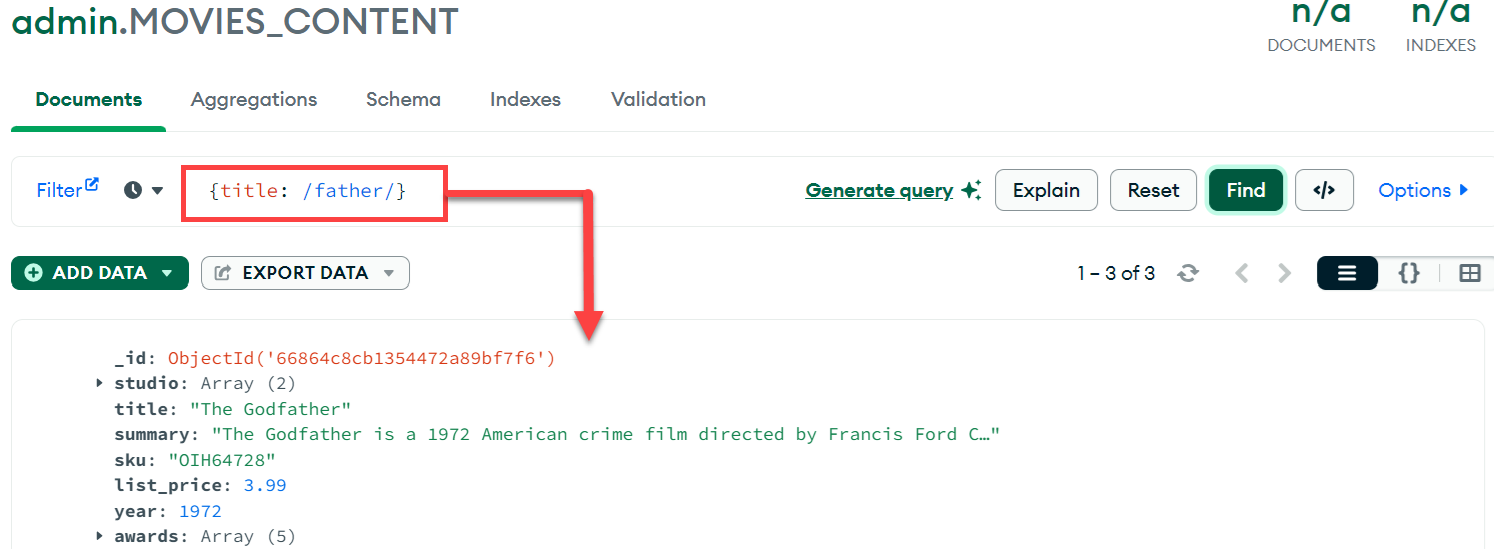 admin.MOVIES_CONTENT
n/a n/a
DOCUMENTS INDEXES
Documents Aggregations Schema Indexes Validation
Filter {title: /father/} Generate query Explain Reset Find </> Options
ADD DATA EXPORT DATA 1 – 3 of 3 {}
_id: ObjectId('66864c8cb1354472a89bf7f6')
studio: Array (2)
title: "The Godfather"
summary: "The Godfather is a 1972 American crime film directed by Francis Ford C…"
sku: "OIH64728"
list_price: 3.99
year: 1972
awards: Array (5)